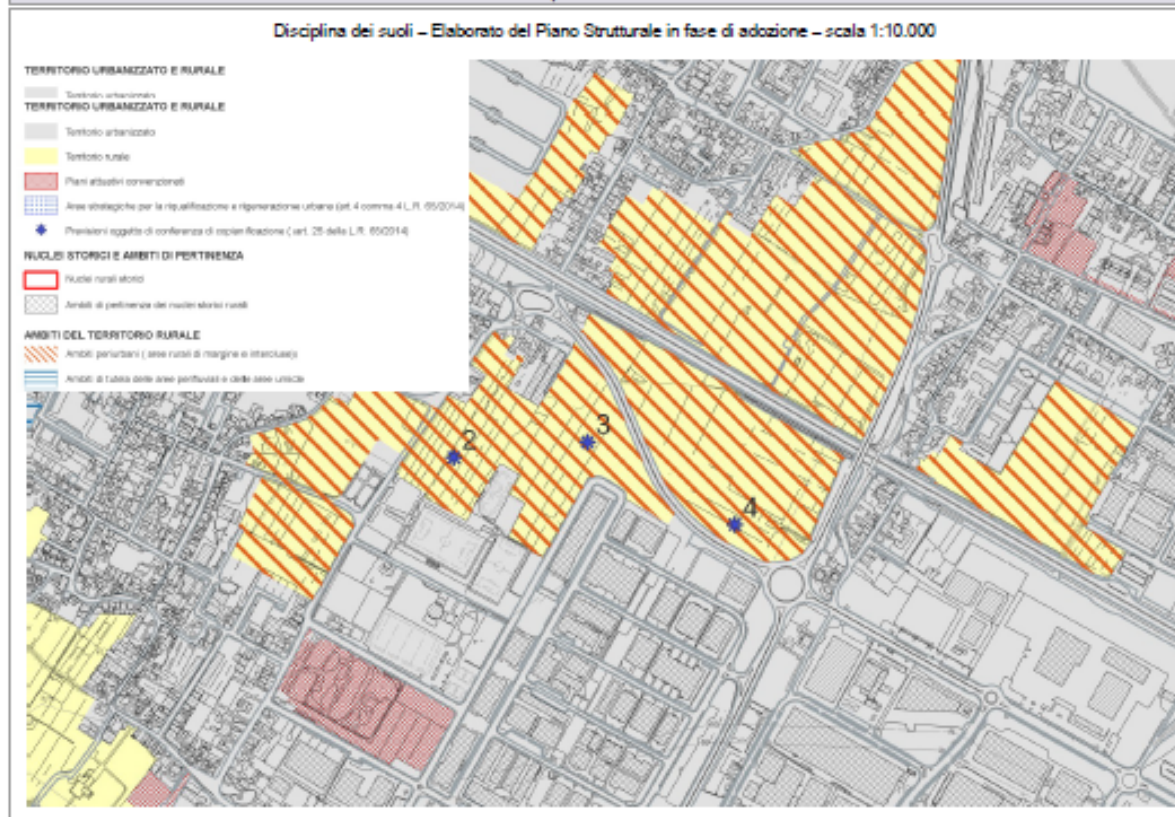 Disciplina dei suoli – Elaborato del Piano Strutturale in fase di adozione – scala 1:10.000
TERRITORIO URBANIZZATO E RURALE
Territorio urbanizzato
TERRITORIO URBANIZZATO E RURALE
Territorio urbanizzato
Territorio rurale
Piani attuativi convenzionati
Aree strategiche per la riqualificazione e rigenerazione urbana (art.4 comma 4 L.R. 65/2014)
Previsioni oggetto di conferenza di copianificazione ( art. 25 della L.R. 65/2014)
NUCLEI STORICI E AMBITI DI PERTINENZA
Nuclei rurali storici
Ambiti di pertinenza dei nuclei storici rurali
AMBITI DEL TERRITORIO RURALE
Ambiti periurbani ( aree rurali di margine e intercluse)
Ambiti di tutela delle aree perifluviali e delle aree umide
2
3
4